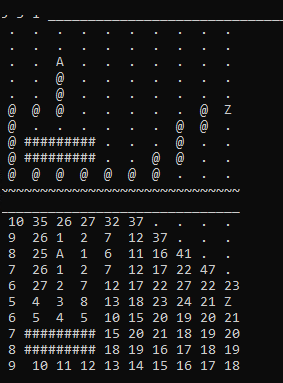 . . . . . . . . . .
. . . . . . . . . .
. . A . . . . . . .
. . @ . . . . . . .
. . @ . . . . . . .
@ @ @ . . . . . @ Z
@ . . . . . . @ @ .
@ ######### . . . @ . .
@ ######### . . @ @ . .
@ @ @ @ @ @ @ . . .
~~~~~~~~~~~~~~~~~~~~~~~~~~~~~~
______________________________
10 35 26 27 32 37 . . . .
9 26 1 2 7 12 37 . . .
8 25 A 1 6 11 16 41 . .
7 26 1 2 7 12 17 22 47 .
6 27 2 7 12 17 22 27 22 23
5 4 3 8 13 18 23 24 21 Z
6 5 4 5 10 15 20 19 20 21
7 ######### 15 20 21 18 19 20
8 ######### 18 19 16 17 18 19
9 10 11 12 13 14 15 16 17 18